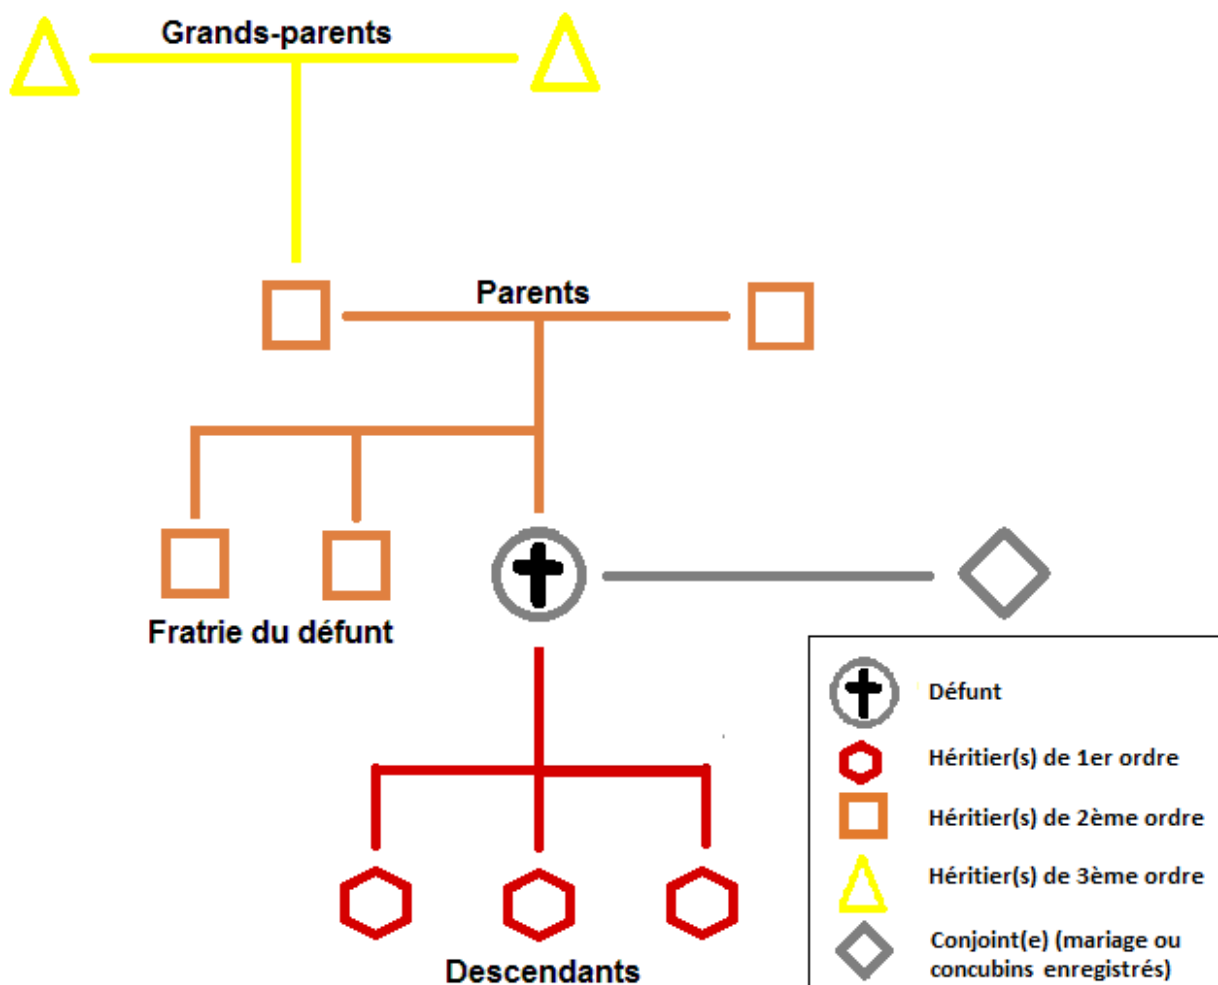 Grands-parents
Parents
Fratrie du défunt
Descendants
Défunt
Héritier(s) de 1er ordre
Héritier(s) de 2ème ordre
Héritier(s) de 3ème ordre
Conjoint(e) (mariage ou
concubins enregistrés)